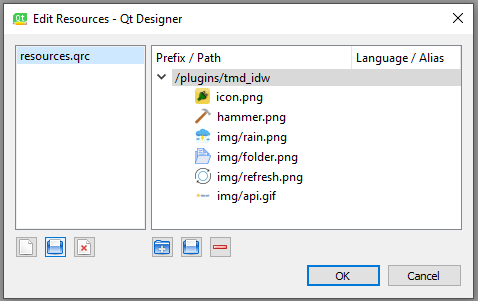 Edit Resources - Qt Designer
resources.qrc
Prefix / Path Language / Alias
/plugins/tmd_idw
icon.png
hammer.png
img/rain.png
img/folder.png
img/refresh.png
img/api.gif
OK Cancel